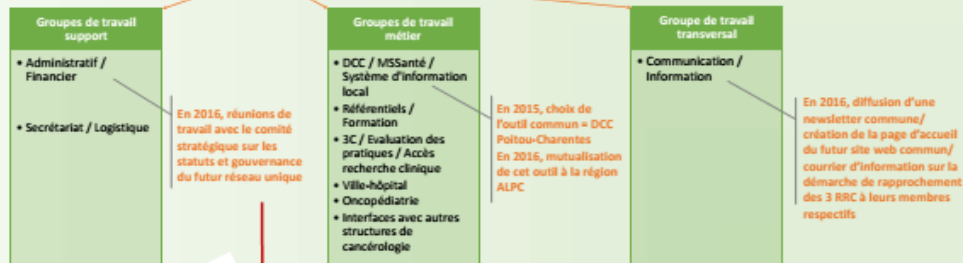 Groupes de travail
support
• Administratif /
Financier
• Secrétariat / Logistique
En 2016, réunions de
travail avec le comité
stratégique sur les
statuts et gouvernance
du futur réseau unique
Groupes de travail
métier
• DCC / MSSanté /
Système d'information
local
• Référentiels /
Formation
• 3C / Evaluation des
pratiques / Accès
recherche clinique
• Ville-hôpital
• Oncopédiatrie
• Interfaces avec autres
structures de
cancérologie
En 2015, choix de
l'outil commun = DCC
Poitou-Charentes
En 2016, mutualisation
de cet outil à la région
ALPC
Groupe de travail
transversal
• Communication /
Information
En 2016, diffusion d'une
newsletter commune/
création de la page d'accueil
du futur site web commun/
courrier d'information sur la
démarche de rapprochement
des 3 RRC à leurs membres
respectifs